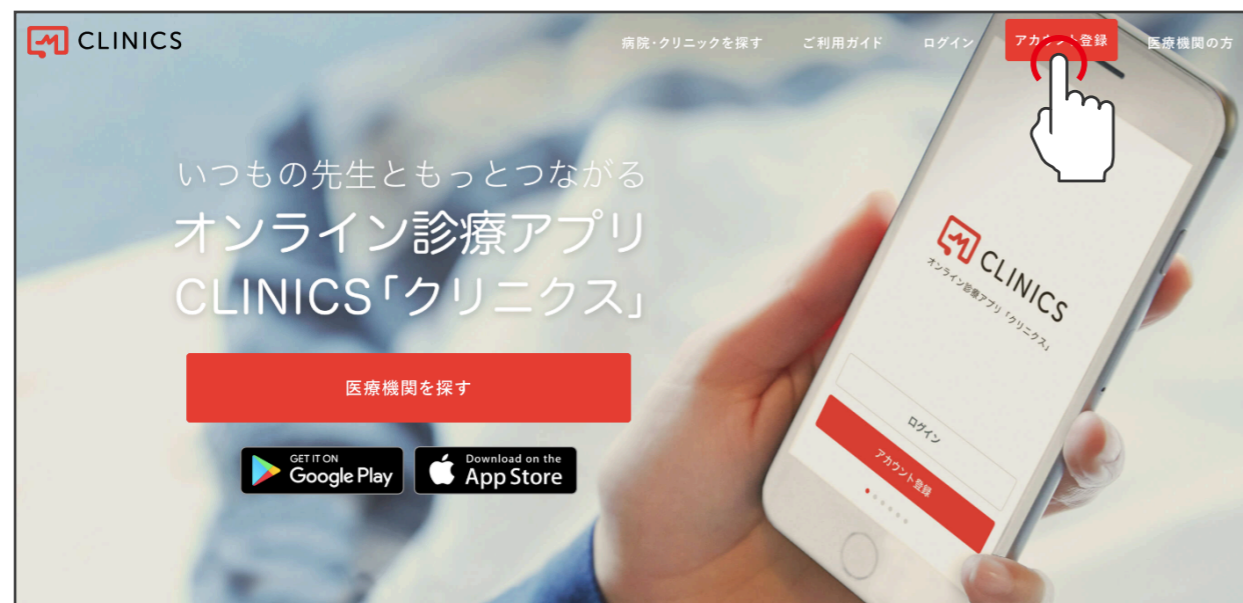 CLINICS
病院・クリニックを探す
ご利用ガイド
ログイン
アカウント登録
医療機関の方
いつもの先生ともっとつながる
オンライン診療アプリ
CLINICS「クリニクス」
医療機関を探す
GET IT ON
Google Play
Download on the
App Store
CLINICS
オンライン診療アプリ「クリニクス」
ログイン
アカウント登録